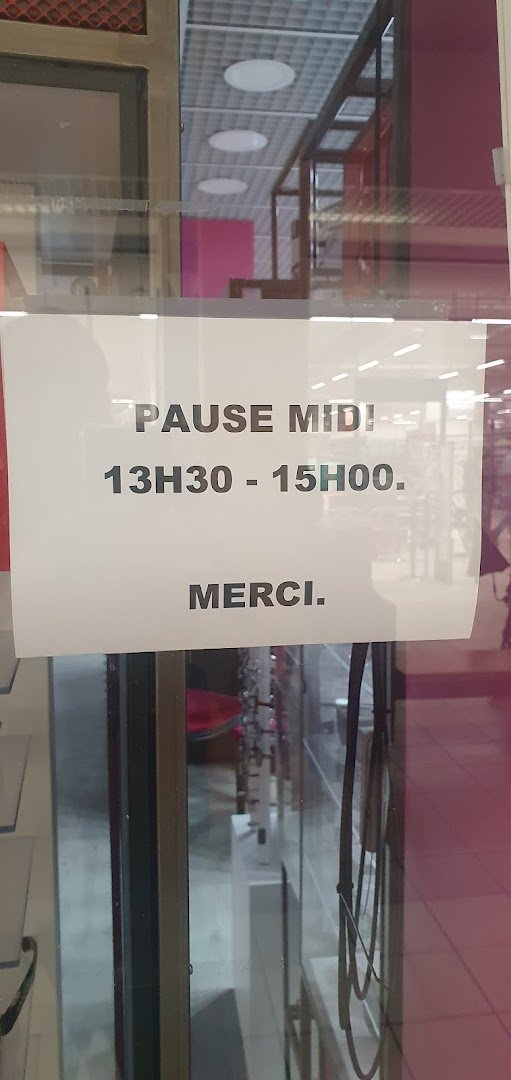 PAUSE MIDI
13H30 - 15H00.
MERCI.